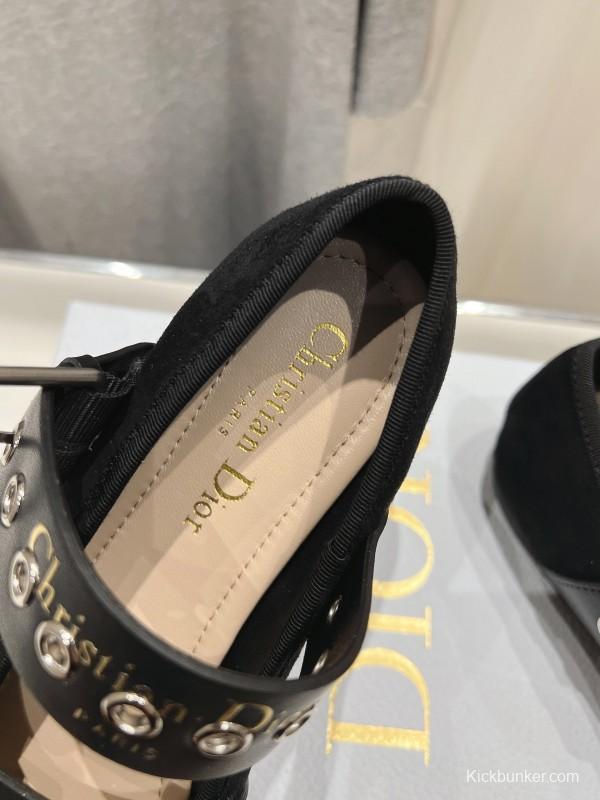 Christian Dior
PARIS
Christian Dior
PARIS
DIOR
Kickbunker.com